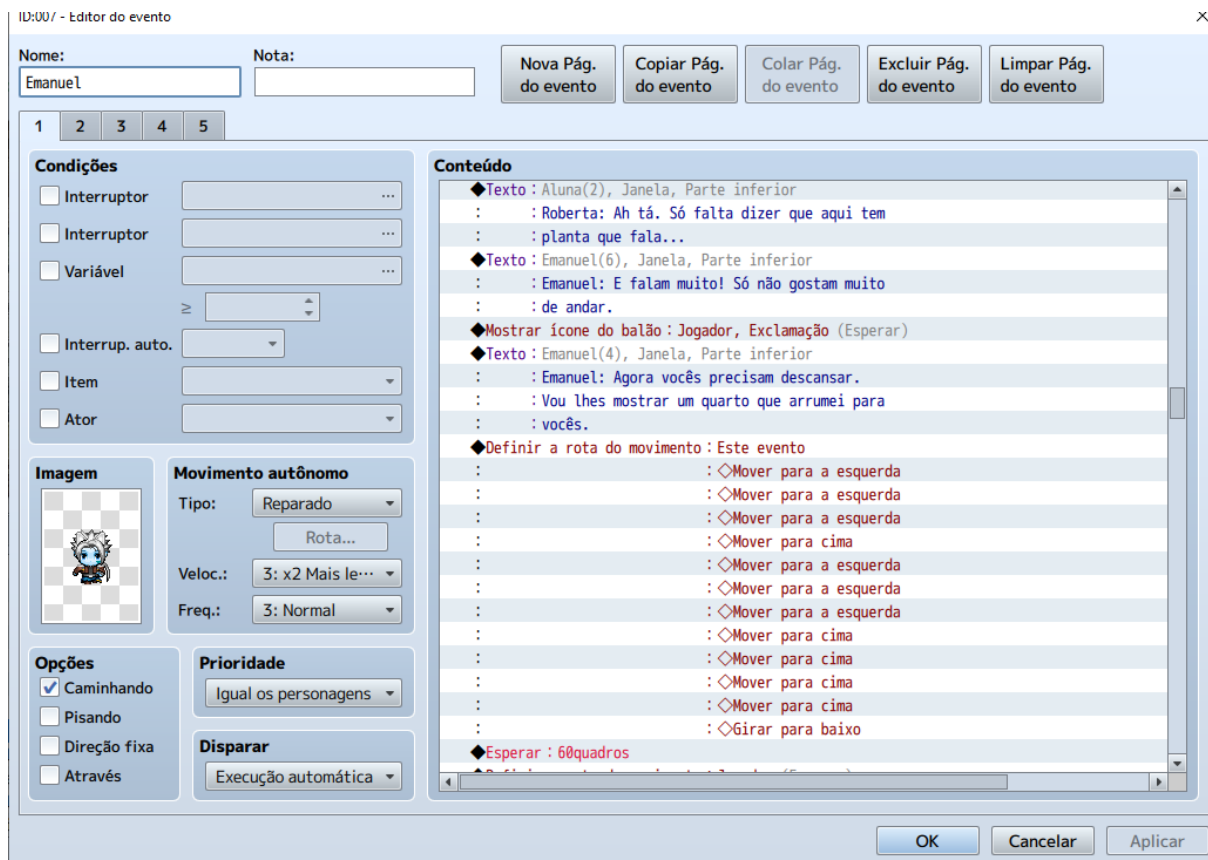 ID:007 - Editor do evento
Nome:
Nota:
Emanuel
Nova Pág. do evento
Copiar Pág. do evento
Colar Pág. do evento
Excluir Pág. do evento
Limpar Pág. do evento
1 2 3 4 5
Condições
Interruptor ...
Interruptor ...
Variável ...
≥
Interrup. auto.
Item
Ator
Imagem
Movimento autônomo
Tipo: Reparado
Rota...
Veloc.: 3: x2 Mais le...
Freq.: 3: Normal
Opções
Caminhando
Pisando
Direção fixa
Através
Prioridade
Igual os personagens
Disparar
Execução automática
Conteúdo
◆Texto：Aluna(2), Janela, Parte inferior
：Roberta: Ah tá. Só falta dizer que aqui tem
：planta que fala...
◆Texto：Emanuel(6), Janela, Parte inferior
：Emanuel: E falam muito! Só não gostam muito
：de andar.
◆Mostrar ícone do balão：Jogador, Exclamação (Esperar)
◆Texto：Emanuel(4), Janela, Parte inferior
：Emanuel: Agora vocês precisam descansar.
：Vou lhes mostrar um quarto que arrumei para
：vocês.
◆Definir a rota do movimento：Este evento
：◇Mover para a esquerda
：◇Mover para a esquerda
：◇Mover para a esquerda
：◇Mover para cima
：◇Mover para a esquerda
：◇Mover para a esquerda
：◇Mover para a esquerda
：◇Mover para cima
：◇Mover para cima
：◇Mover para cima
：◇Mover para cima
：◇Girar para baixo
◆Esperar：60quadros
OK
Cancelar
Aplicar